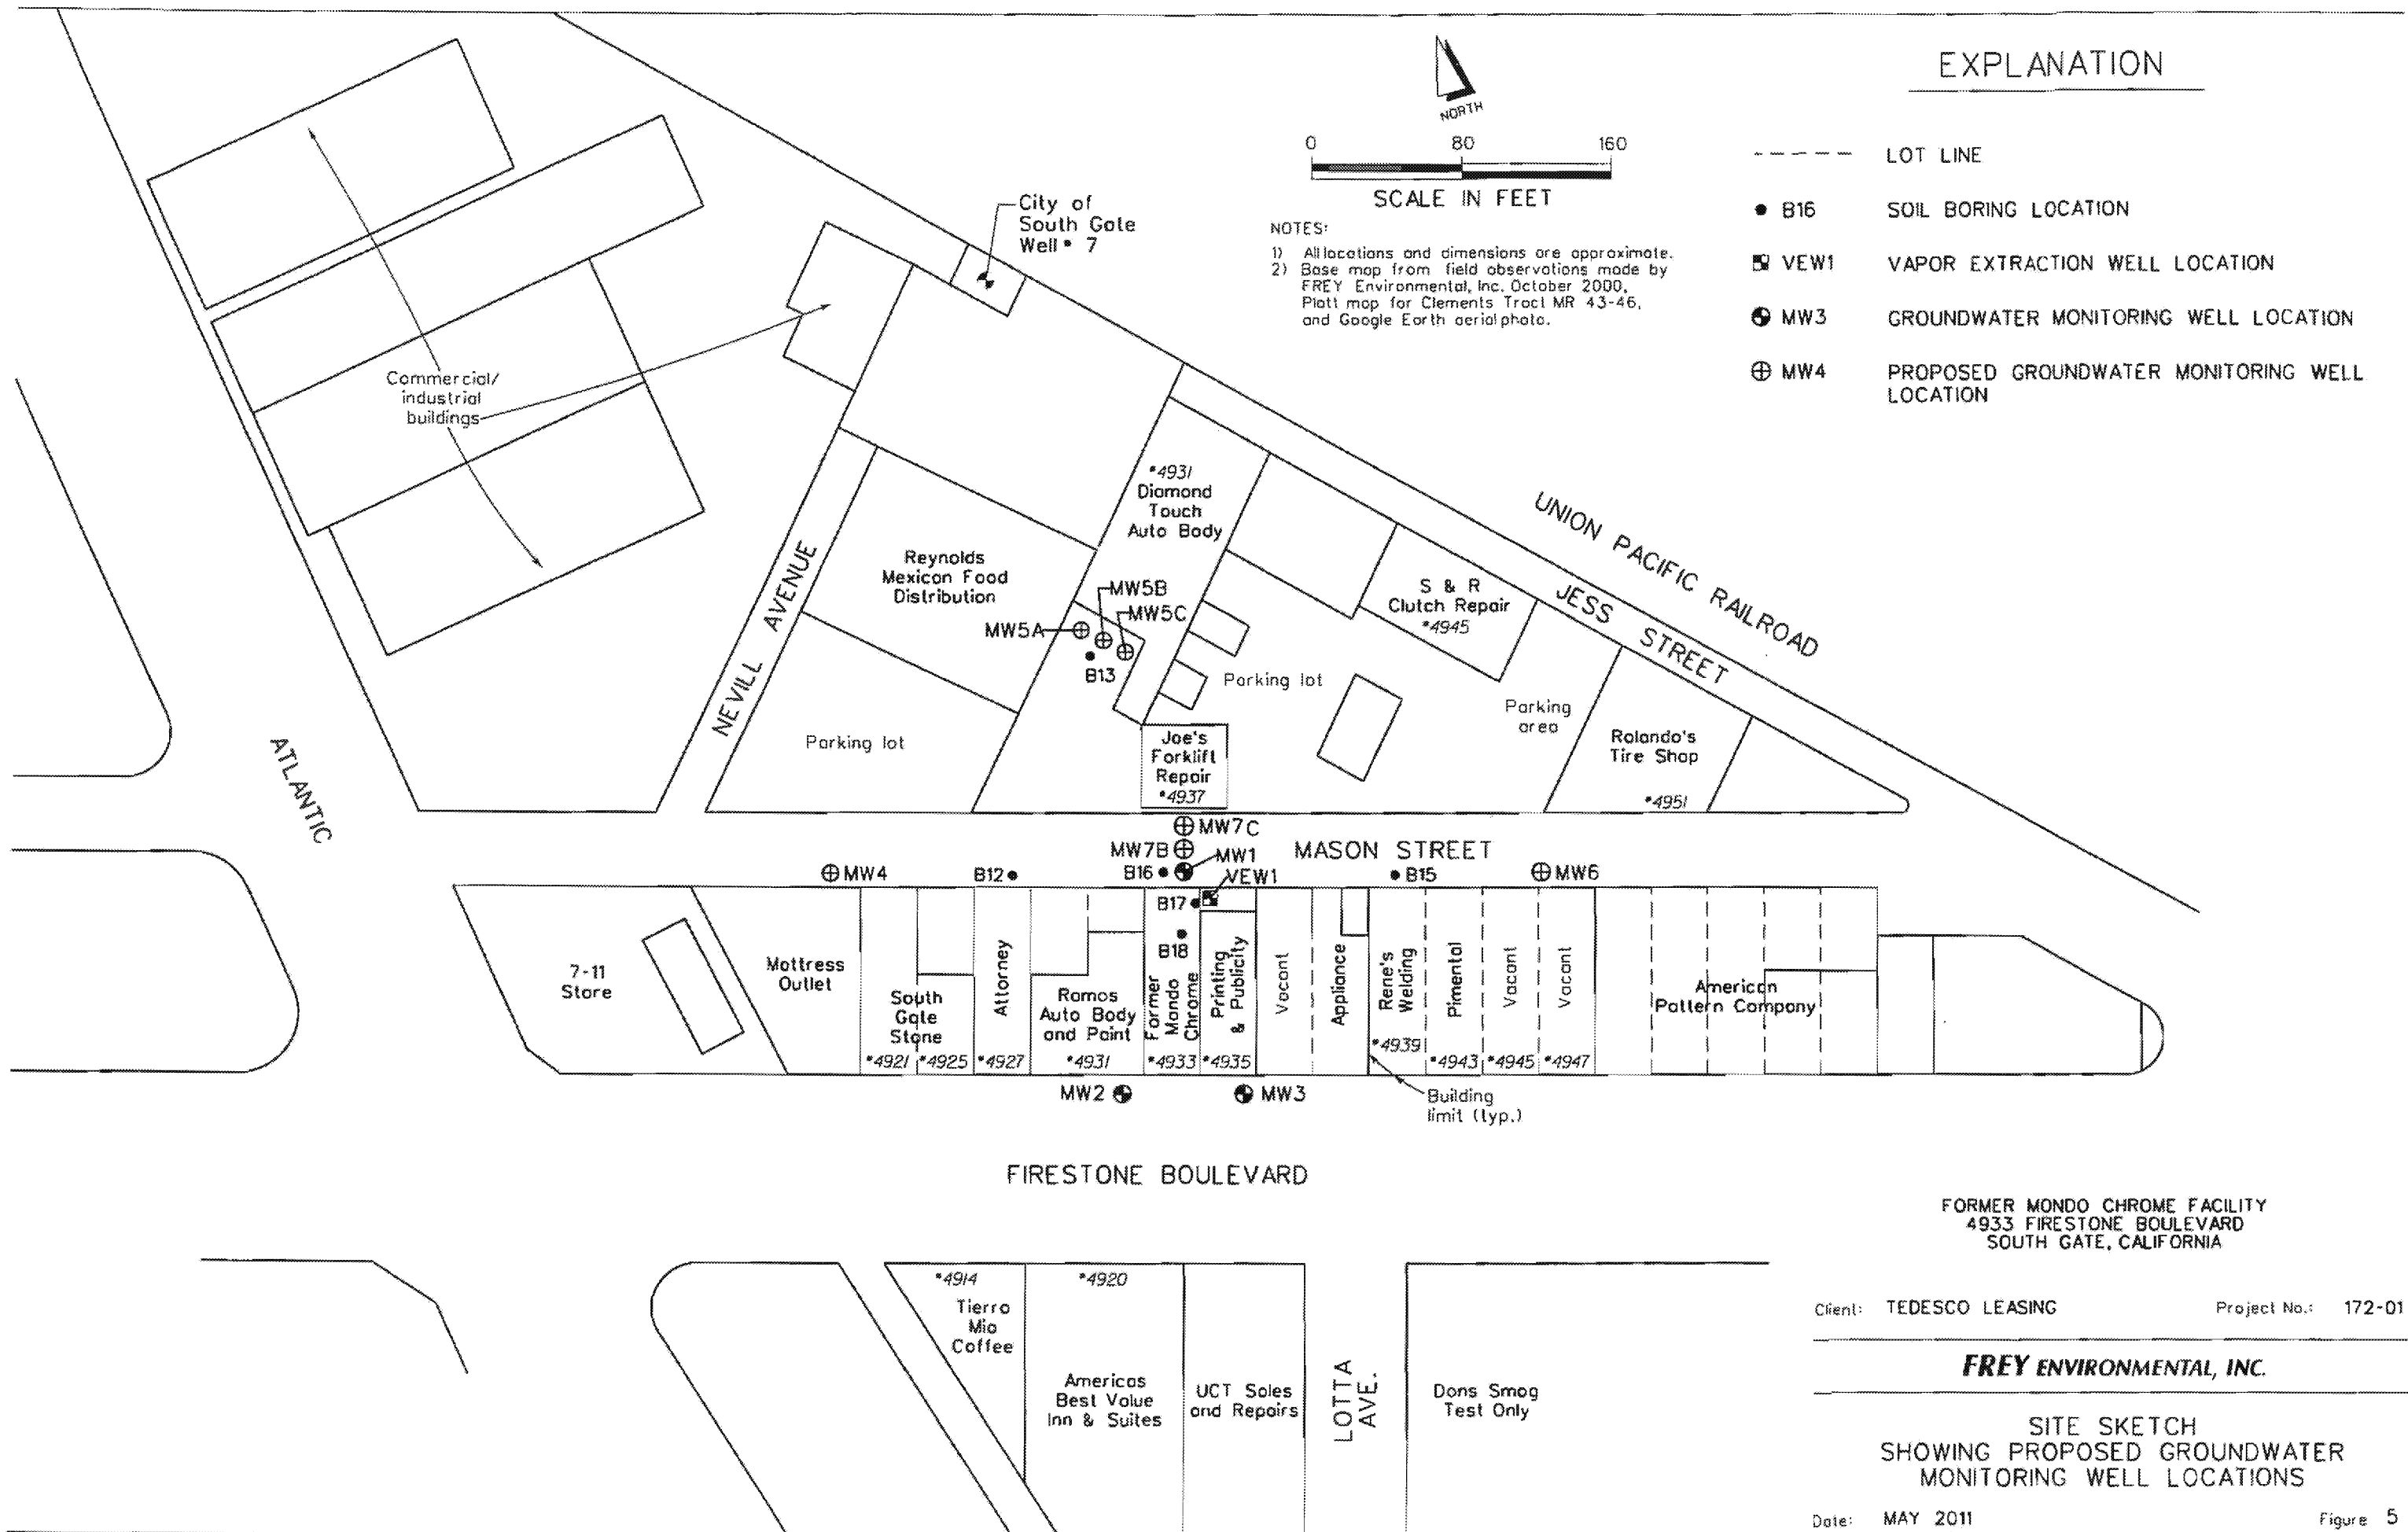 EXPLANATION
LOT LINE
B16
SOIL BORING LOCATION
VEW1
VAPOR EXTRACTION WELL LOCATION
MW3
GROUNDWATER MONITORING WELL LOCATION
MW4
PROPOSED GROUNDWATER MONITORING WELL
LOCATION
NORTH
0 80 160
SCALE IN FEET
NOTES:
1) All locations and dimensions are approximate.
2) Base map from field observations made by
FREY Environmental, Inc. October 2000,
Platt map for Clements Tract MR 43-46,
and Google Earth aerial photo.
City of
South Gate
Well # 7
Commercial/
industrial
buildings
ATLANTIC
NEVILL AVENUE
Reynolds
Mexican Food
Distribution
Parking lot
#4931
Diamond
Touch
Auto Body
MW5B
MW5C
MW5A
B13
Joe's
Forklift
Repair
#4937
Parking lot
S & R
Clutch Repair
#4945
Parking
area
Rolando's
Tire Shop
#4951
UNION PACIFIC RAILROAD
JESS STREET
MW7C
MW7B
MW1
MASON STREET
MW4
B12
B16
VEW1
B15
MW6
B17
B18
7-11
Store
Mattress
Outlet
South
Gate
Stone
#4921
#4925
Attorney
#4927
Ramos
Auto Body
and Paint
#4931
Former
Mondo
Chrome
#4933
Printing
& Publicity
#4935
Vacant
Appliance
Rene's
Welding
#4939
Pimental
#4943
Vacant
#4945
Vacant
#4947
American
Pattern Company
MW2
MW3
Building
limit (typ.)
FIRESTONE BOULEVARD
#4914
Tierra
Mia
Coffee
#4920
Americas
Best Value
Inn & Suites
UCT Sales
and Repairs
LOTTA
AVE.
Dons Smog
Test Only
FORMER MONDO CHROME FACILITY
4933 FIRESTONE BOULEVARD
SOUTH GATE, CALIFORNIA
Client: TEDESCO LEASING
Project No.: 172-01
FREY ENVIRONMENTAL, INC.
SITE SKETCH
SHOWING PROPOSED GROUNDWATER
MONITORING WELL LOCATIONS
Date: MAY 2011
Figure 5